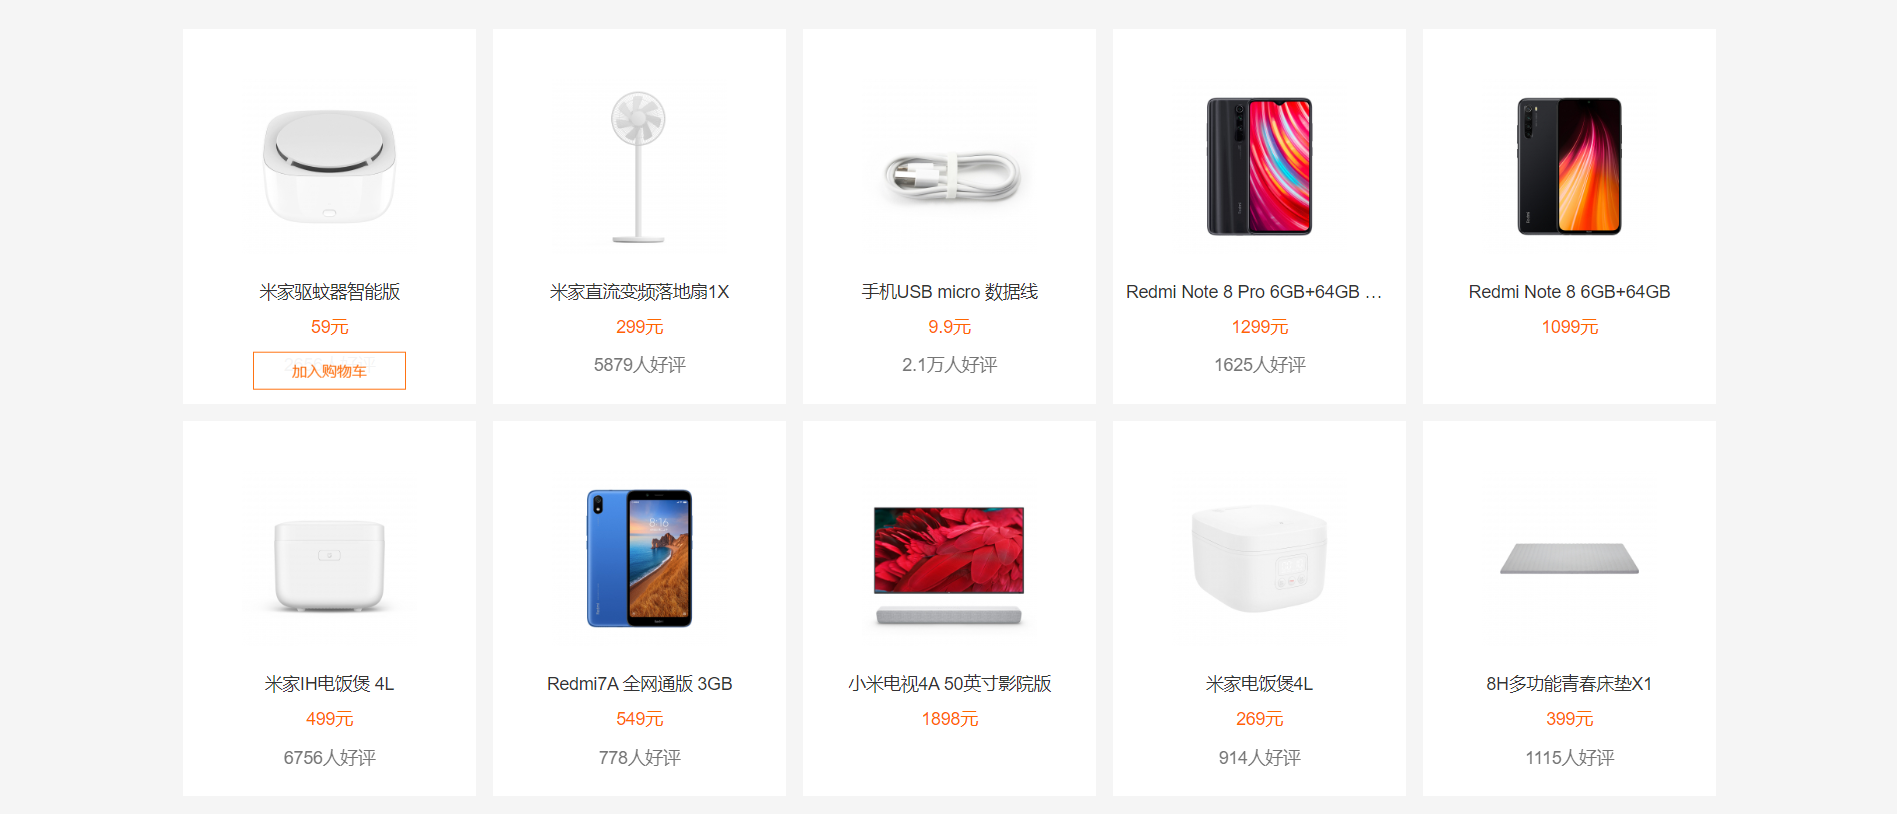 米家驱蚊器智能版
59元
加入购物车
米家直流变频落地扇1X
299元
5879人好评
手机USB micro 数据线
9.9元
2.1万人好评
Redmi Note 8 Pro 6GB+64GB ...
1299元
1625人好评
Redmi Note 8 6GB+64GB
1099元
米家IH电饭煲 4L
499元
6756人好评
Redmi7A 全网通版 3GB
549元
778人好评
小米电视4A 50英寸影院版
1898元
米家电饭煲4L
269元
914人好评
8H多功能青春床垫X1
399元
1115人好评